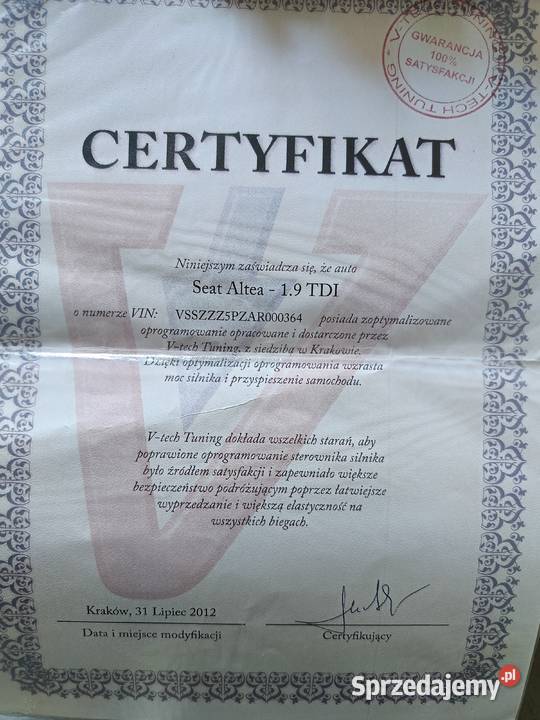 V-TECH TUNING - V-TECH TUNING -
GWARANCJA
100%
SATYSFAKCJI
CERTYFIKAT
Niniejszym zaświadcza się, że auto
Seat Altea - 1.9 TDI
o numerze VIN: VSSZZZ5PZAR000364 posiada zoptymalizowane
oprogramowanie opracowane i dostarczone przez
V-tech Tuning, z siedzibą w Krakowie.
Dzięki optymalizacji oprogramowania wzrasta
moc silnika i przyspieszenie samochodu.
V-tech Tuning dokłada wszelkich starań, aby
poprawione oprogramowanie sterownika silnika
było źródłem satysfakcji i zapewniało większe
bezpieczeństwo podróżującym poprzez łatwiejsze
wyprzedzanie i większą elastyczność na
wszystkich biegach.
Kraków, 31 Lipiec 2012
Data i miejsce modyfikacji
Certyfikujący
Sprzedajemy.pl